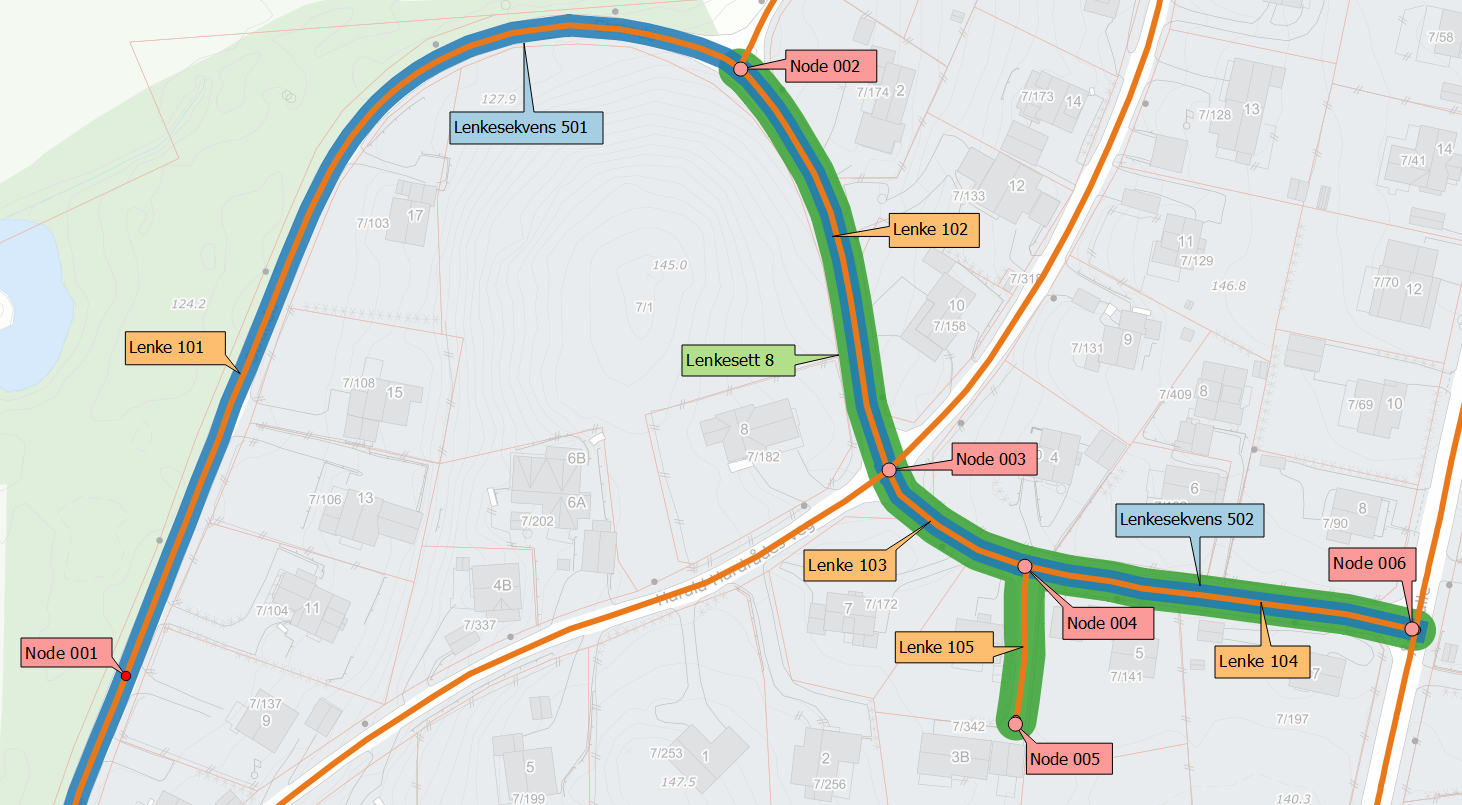 7/58
Node 002
7/174 2
7/173 14
127.9
Lenkesekvens 501
7/128 13
14
7/41
12
7/133
17
7/103
Lenke 102
11
7/129
145.0
124.2
146.8
7/70 12
7/1
10
7/158
Lenke 101
9
7/131
Lenkesett 8
7/108 15
8
7/409
7/69 10
8
7/182
6B
Node 003
4
6
6A
7/106 13
7/202
8
7/90
Lenkesekvens 502
Lenke 103
Node 006
4B
Harald Hardrådes veg
7/104 11
7 7/172
7/337
Node 004
Node 001
Lenke 105
5
7/141
Lenke 104
7
7/137
9
7/342
7/197
7/253 1
2
3B
Node 005
5
147.5
7/256
7/199
140.3